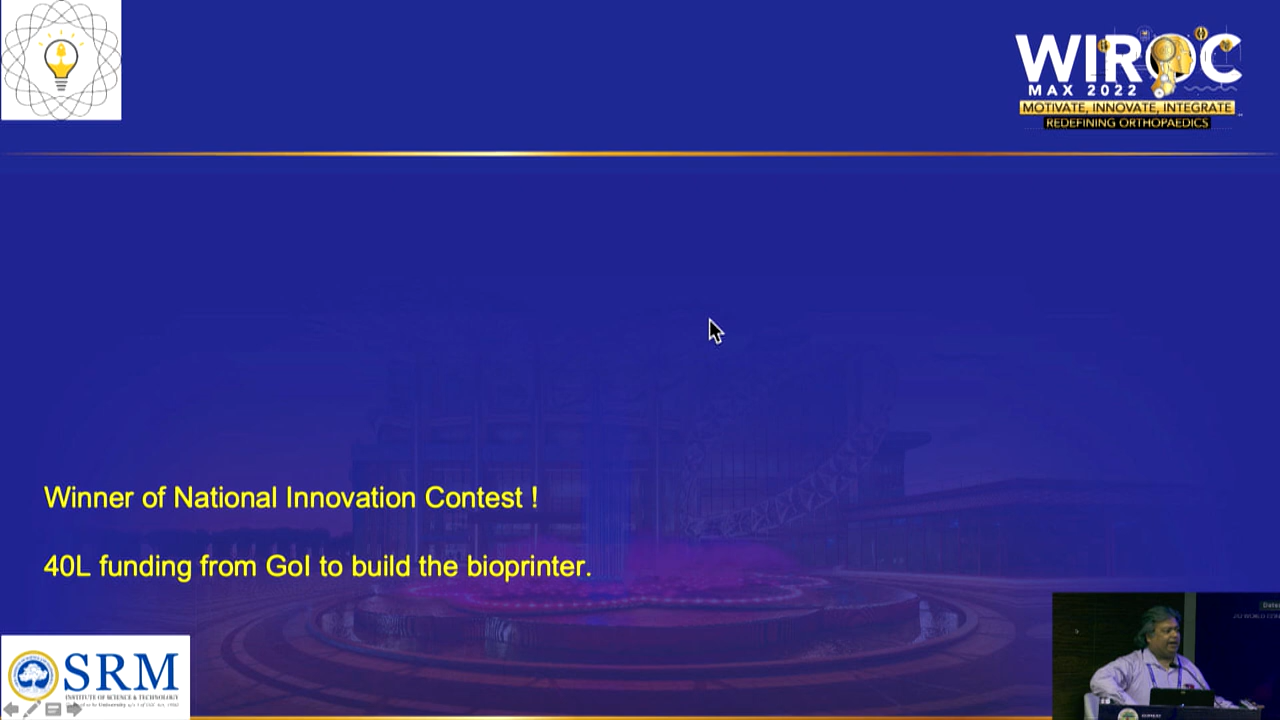 WIROC
MAX 2022
MOTIVATE, INNOVATE, INTEGRATE
REDEFINING ORTHOPAEDICS
Winner of National Innovation Contest !
40L funding from GoI to build the bioprinter.
SRM
INSTITUTE OF SCIENCE & TECHNOLOGY